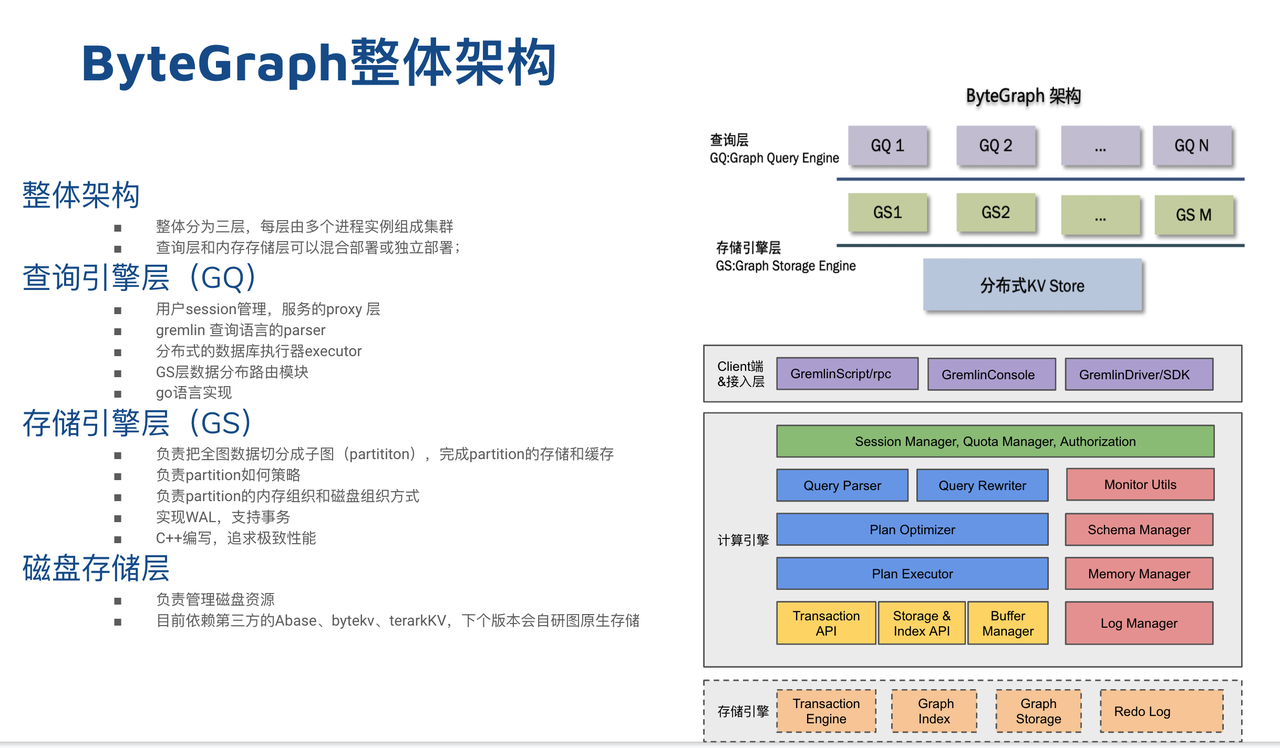 ByteGraph整体架构
整体架构
■ 整体分为三层，每层由多个进程实例组成集群
■ 查询层和内存存储层可以混合部署或独立部署；
查询引擎层（GQ）
■ 用户session管理，服务的proxy 层
■ gremlin 查询语言的parser
■ 分布式的数据库执行器executor
■ GS层数据分布路由模块
■ go语言实现
存储引擎层（GS）
■ 负责把全图数据切分成子图（partititon），完成partition的存储和缓存
■ 负责partition如何策略
■ 负责partition的内存组织和磁盘组织方式
■ 实现WAL，支持事务
■ C++编写，追求极致性能
磁盘存储层
■ 负责管理磁盘资源
■ 目前依赖第三方的Abase、bytekv、terarkKV，下个版本会自研图原生存储
ByteGraph 架构
查询层
GQ:Graph Query Engine
GQ 1
GQ 2
...
GQ N
GS1
GS2
...
GS M
存储引擎层
GS:Graph Storage Engine
分布式KV Store
Client端
&接入层
GremlinScript/rpc
GremlinConsole
GremlinDriver/SDK
计算引擎
Session Manager, Quota Manager, Authorization
Query Parser
Query Rewriter
Monitor Utils
Plan Optimizer
Schema Manager
Plan Executor
Memory Manager
Transaction
API
Storage &
Index API
Buffer
Manager
Log Manager
存储引擎
Transaction
Engine
Graph
Index
Graph
Storage
Redo Log